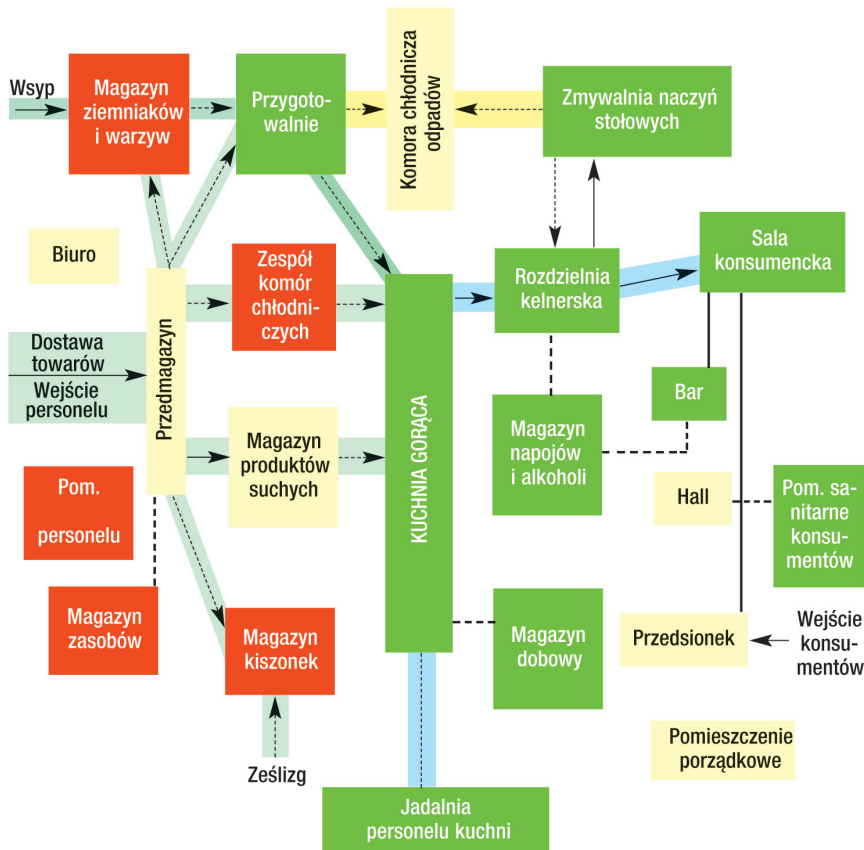 Wsyp
Magazyn
ziemniaków
i warzyw
Przygoto-
walnie
Komora chłodnicza
odpadów
Zmywalnia naczyń
stołowych
Biuro
Zespół
komór
chłodni-
czych
Rozdzielnia
kelnerska
Sala
konsumencka
Dostawa
towarów
Wejście
personelu
Przedmagazyn
KUCHNIA GORĄCA
Magazyn
produktów
suchych
Magazyn
napojów
i alkoholi
Bar
Pom.
personelu
Hall
Pom. sa-
nitarne
konsu-
mentów
Magazyn
zasobów
Magazyn
kiszonek
Magazyn
dobowy
Przedsionek
Wejście
konsu-
mentów
Ześlizg
Pomieszczenie
porządkowe
Jadalnia
personelu kuchni